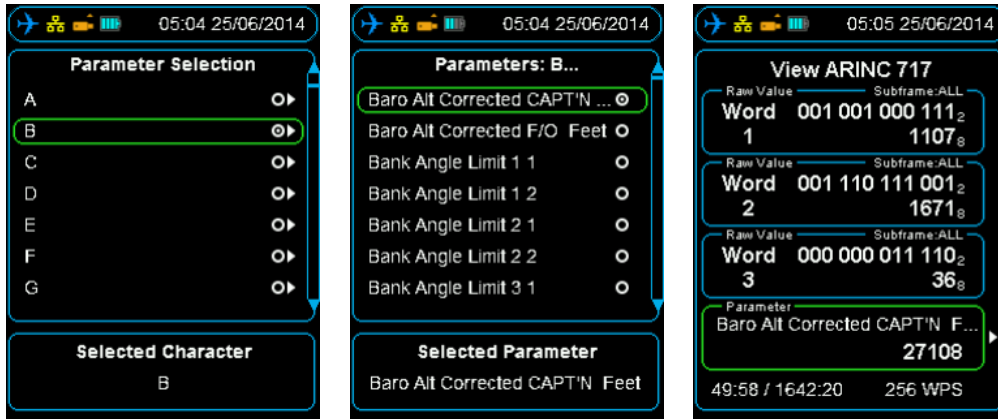 05:04 25/06/2014
Parameter Selection
A
B
C
D
E
F
G
Selected Character
B
05:04 25/06/2014
Parameters: B...
Baro Alt Corrected CAPT'N ...
Baro Alt Corrected F/O Feet
Bank Angle Limit 1 1
Bank Angle Limit 1 2
Bank Angle Limit 2 1
Bank Angle Limit 2 2
Bank Angle Limit 3 1
Selected Parameter
Baro Alt Corrected CAPT'N Feet
05:05 25/06/2014
View ARINC 717
Raw Value Subframe:ALL
Word 001 001 000 111₂
1 1107₈
Raw Value Subframe:ALL
Word 001 110 111 001₂
2 1671₈
Raw Value Subframe:ALL
Word 000 000 011 110₂
3 36₈
Parameter
Baro Alt Corrected CAPT'N F...
27108
49:58 / 1642:20 256 WPS